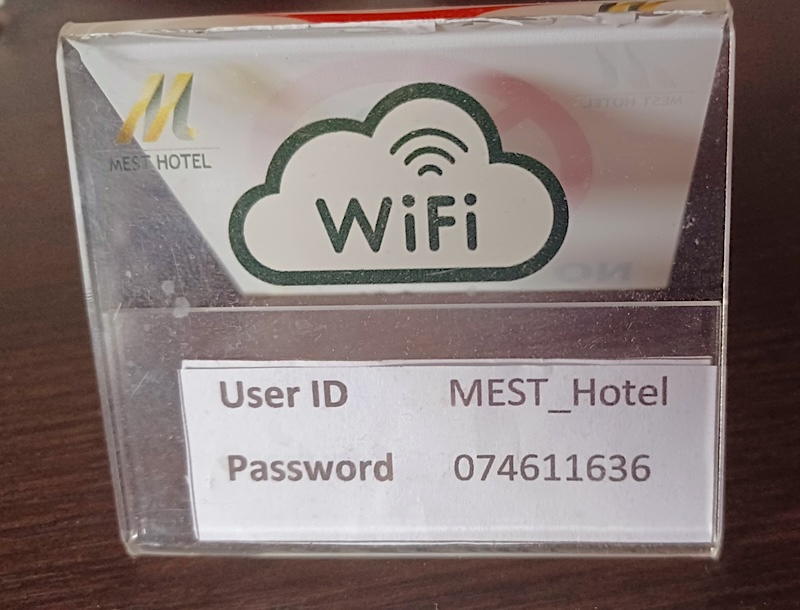 MEST HOTEL
WiFi
User ID MEST_Hotel
Password 074611636